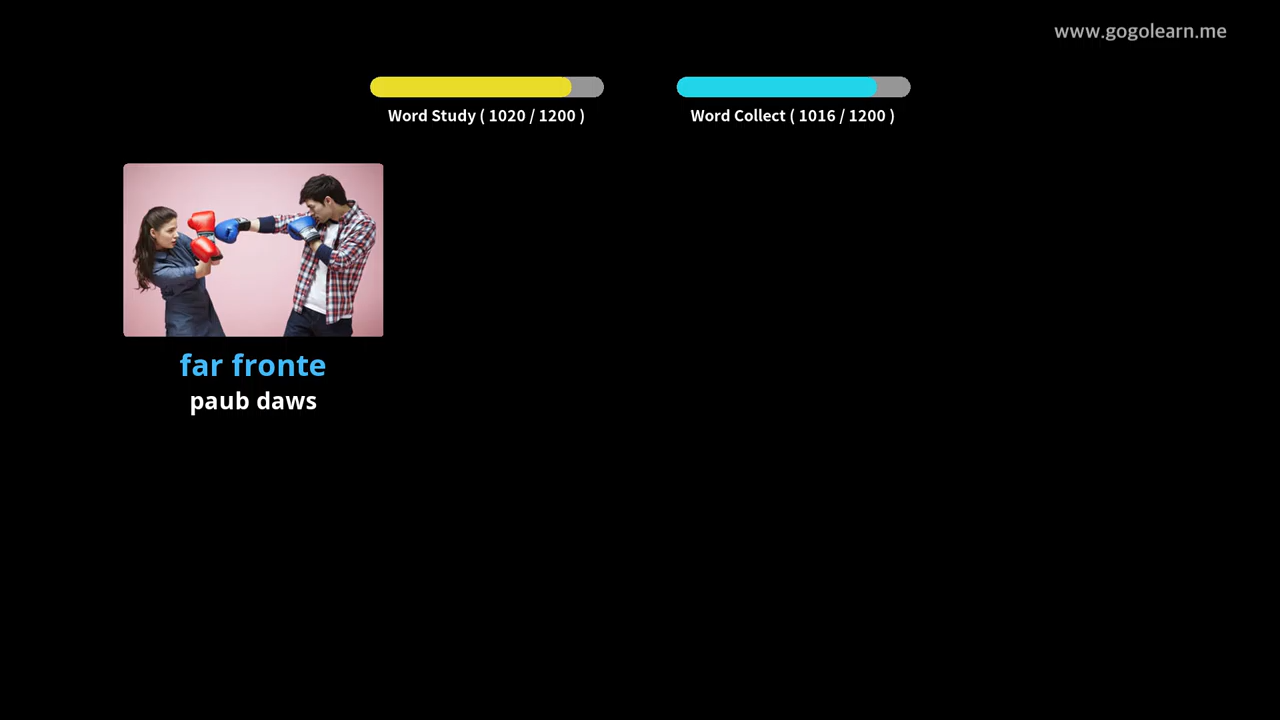 www.gogolearn.me
Word Study ( 1020 / 1200 )
Word Collect ( 1016 / 1200 )
far fronte
paub daws